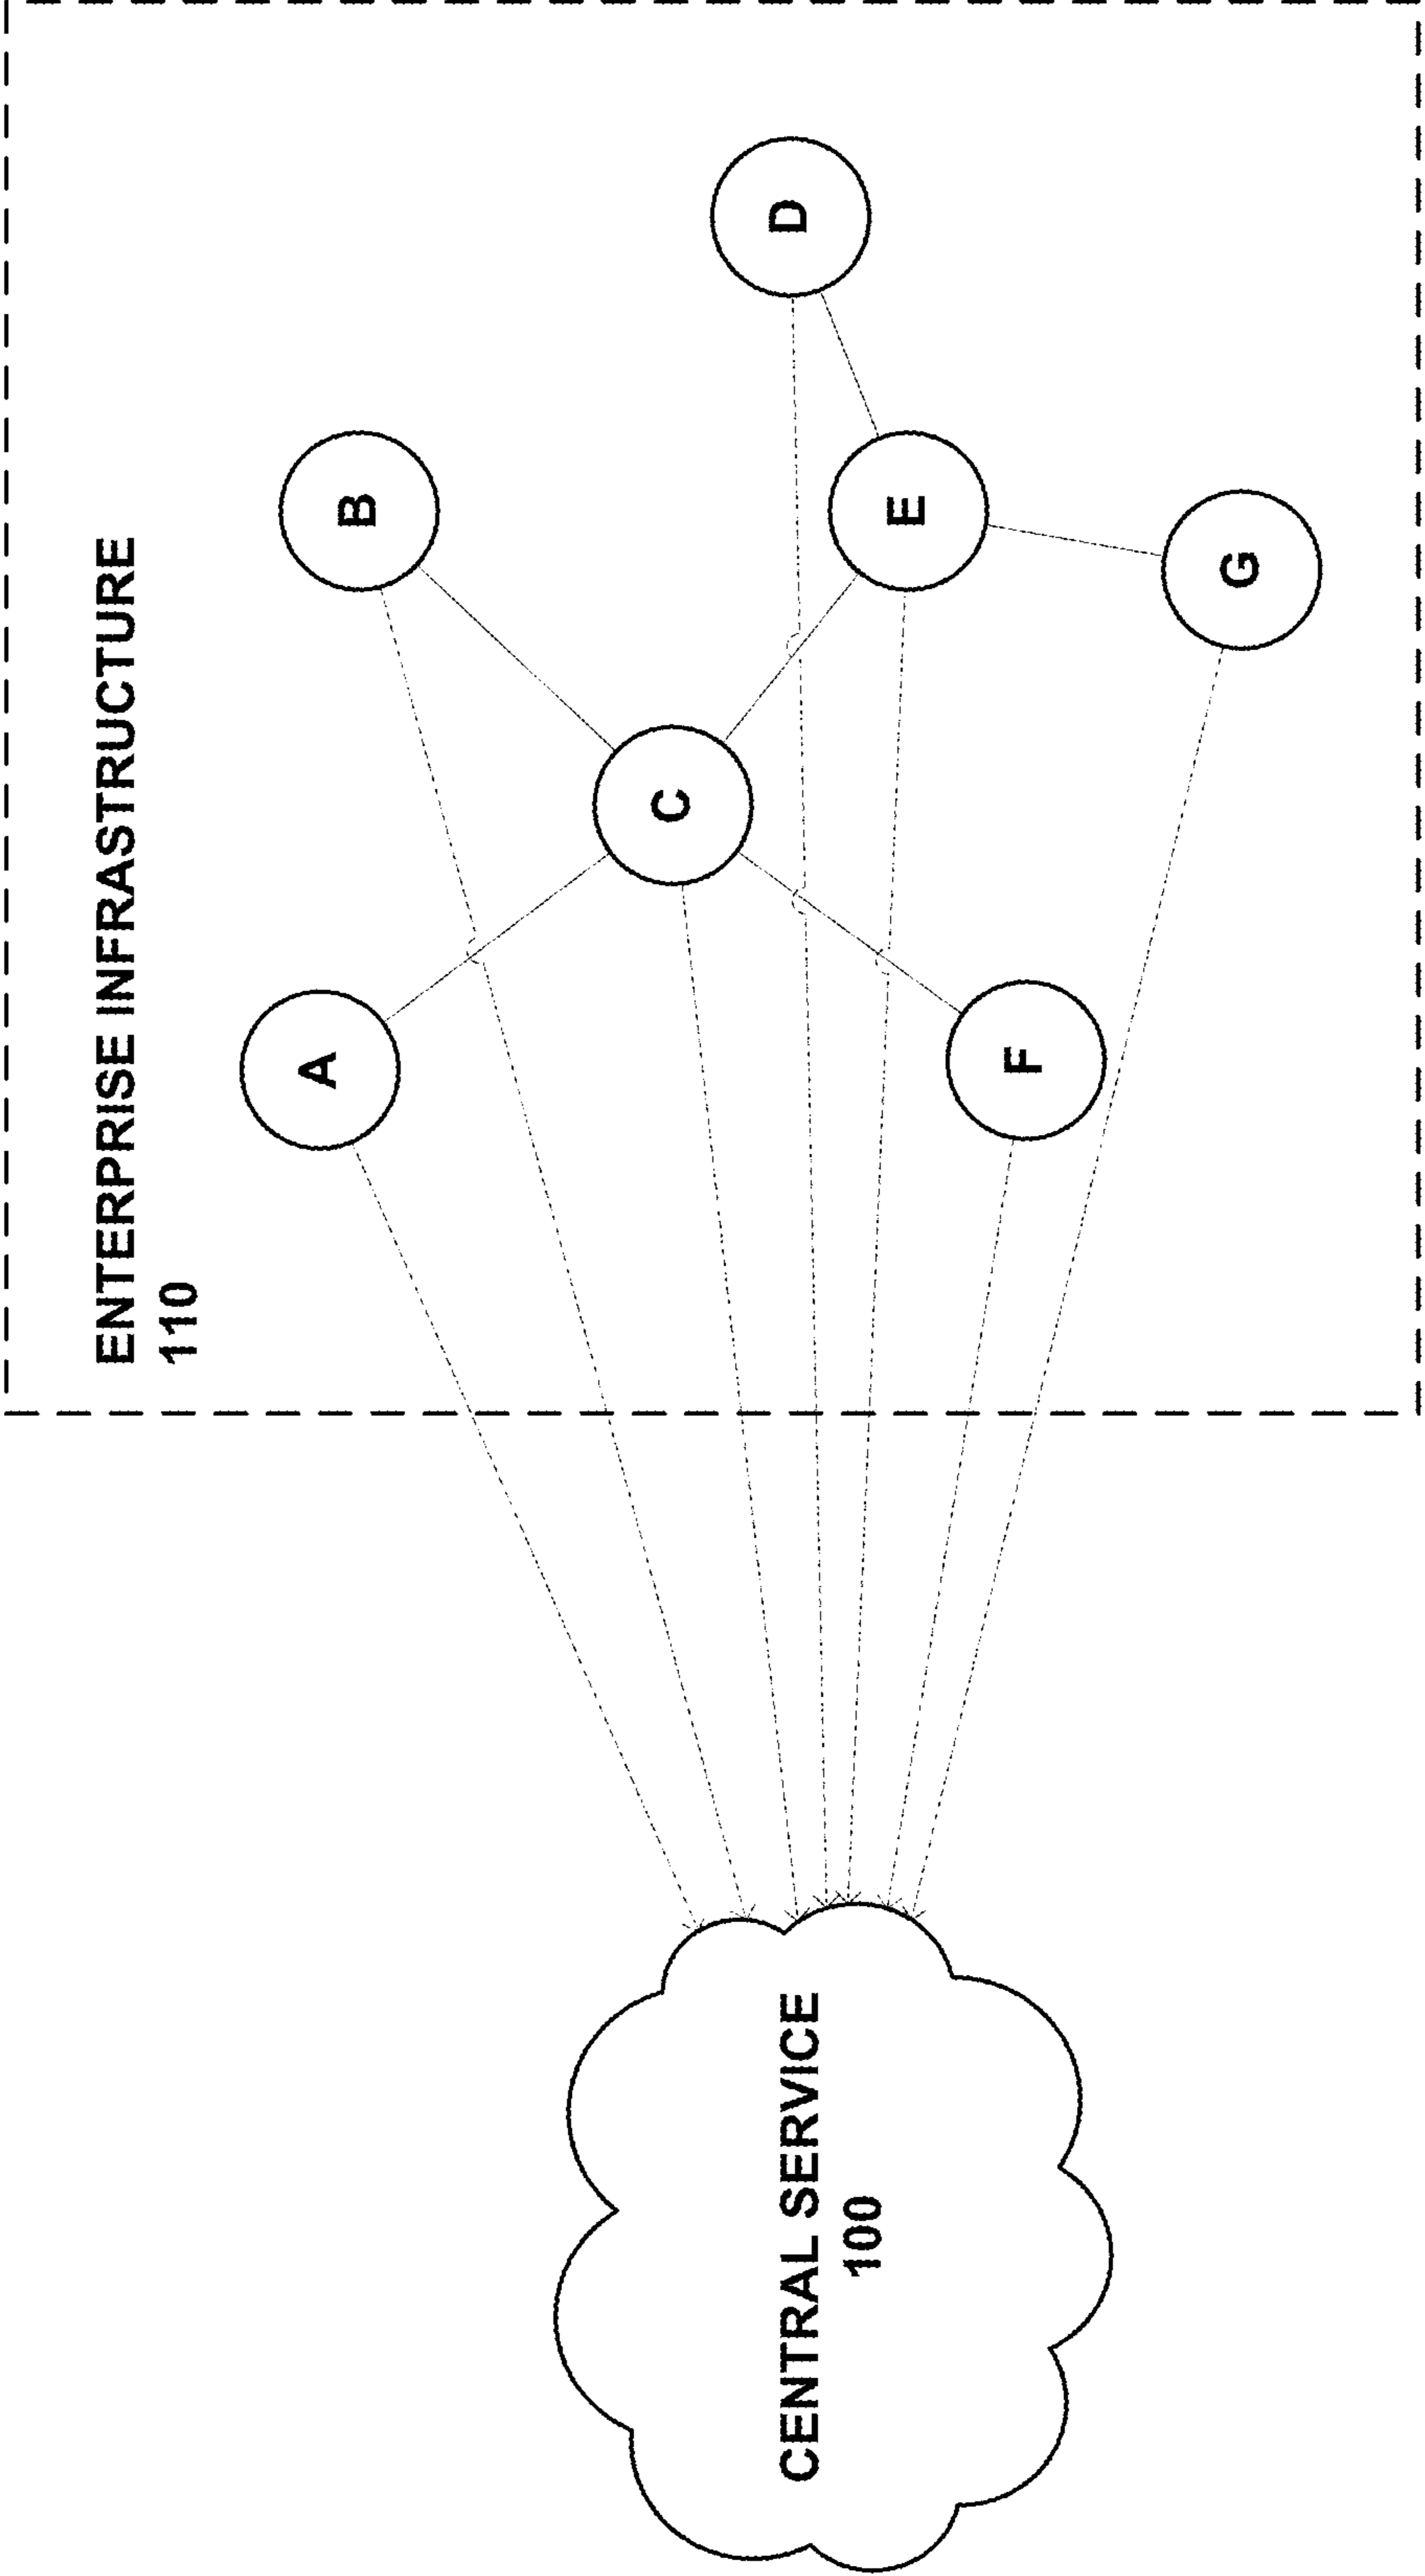 ENTERPRISE INFRASTRUCTURE
110
A
B
C
D
E
F
G
CENTRAL SERVICE
100